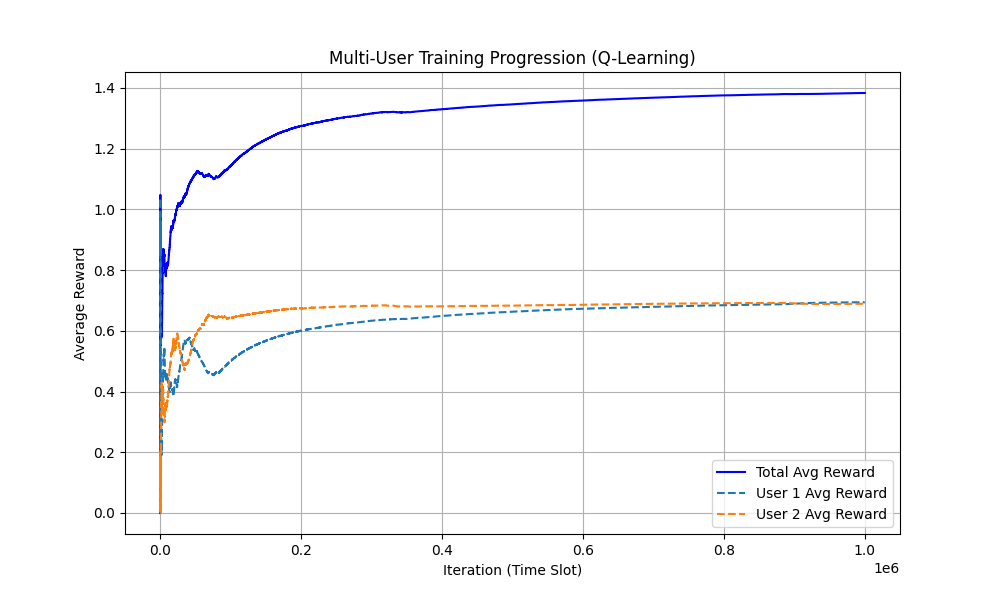 Multi-User Training Progression (Q-Learning)
Average Reward
1.4
1.2
1.0
0.8
0.6
0.4
0.2
0.0
Total Avg Reward
User 1 Avg Reward
User 2 Avg Reward
0.0 0.2 0.4 0.6 0.8 1.0
1e6
Iteration (Time Slot)